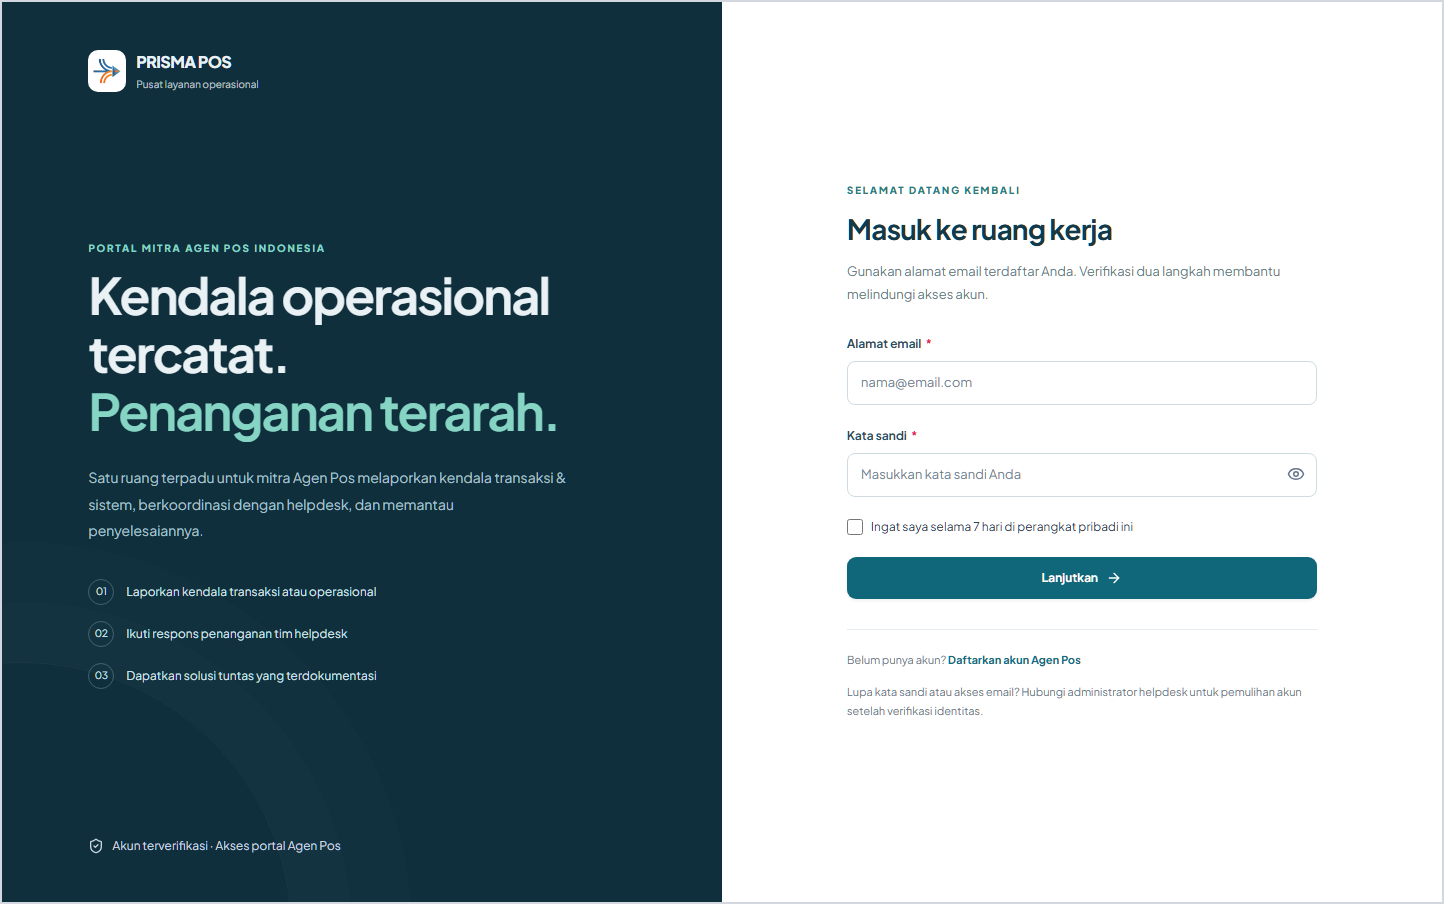 PRISMA POS
Pusat layanan operasional
PORTAL MITRA AGEN POS INDONESIA
Kendala operasional
tercatat.
Penanganan terarah.
Satu ruang terpadu untuk mitra Agen Pos melaporkan kendala transaksi &
sistem, berkoordinasi dengan helpdesk, dan memantau
penyelesaiannya.
01 Laporkan kendala transaksi atau operasional
02 Ikuti respons penanganan tim helpdesk
03 Dapatkan solusi tuntas yang terdokumentasi
Akun terverifikasi · Akses portal Agen Pos
SELAMAT DATANG KEMBALI
Masuk ke ruang kerja
Gunakan alamat email terdaftar Anda. Verifikasi dua langkah membantu
melindungi akses akun.
Alamat email *
nama@email.com
Kata sandi *
Masukkan kata sandi Anda
Ingat saya selama 7 hari di perangkat pribadi ini
Lanjutkan →
Belum punya akun? Daftarkan akun Agen Pos
Lupa kata sandi atau akses email? Hubungi administrator helpdesk untuk pemulihan akun
setelah verifikasi identitas.